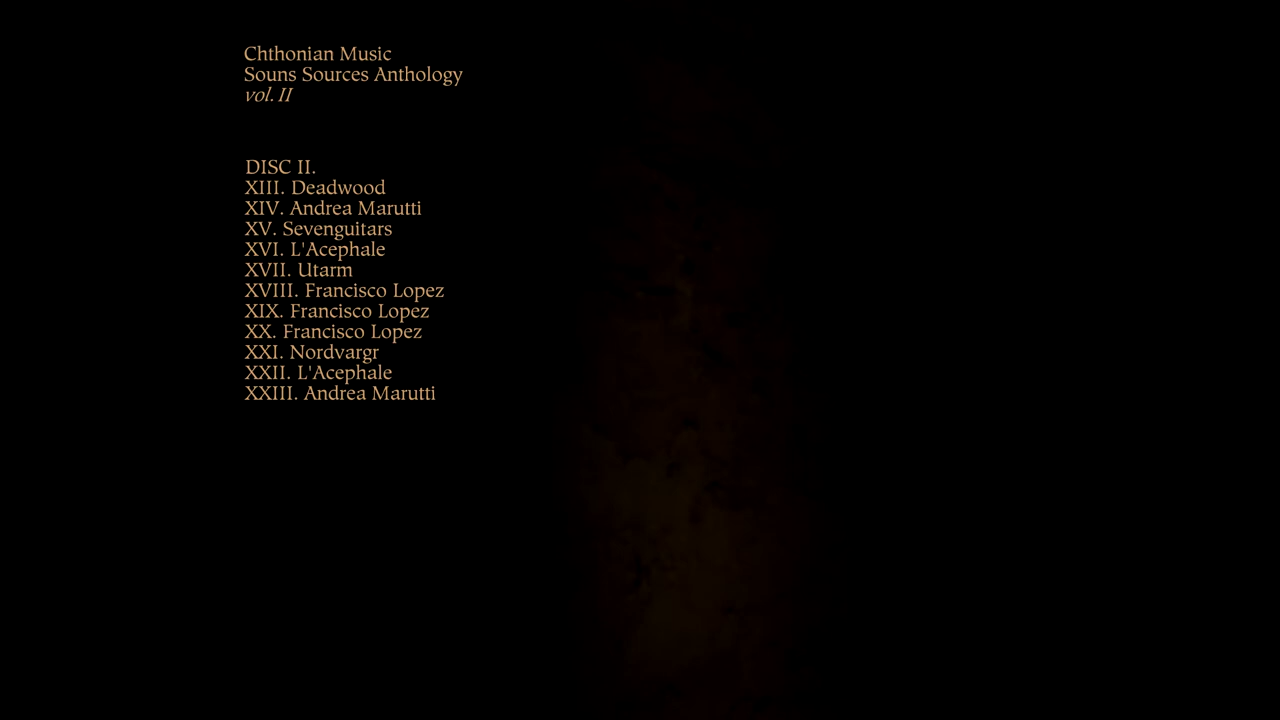 Chthonian Music
Souns Sources Anthology
vol. II
DISC II.
XIII. Deadwood
XIV. Andrea Marutti
XV. Sevenguitars
XVI. L'Acephale
XVII. Utarm
XVIII. Francisco Lopez
XIX. Francisco Lopez
XX. Francisco Lopez
XXI. Nordvargr
XXII. L'Acephale
XXIII. Andrea Marutti